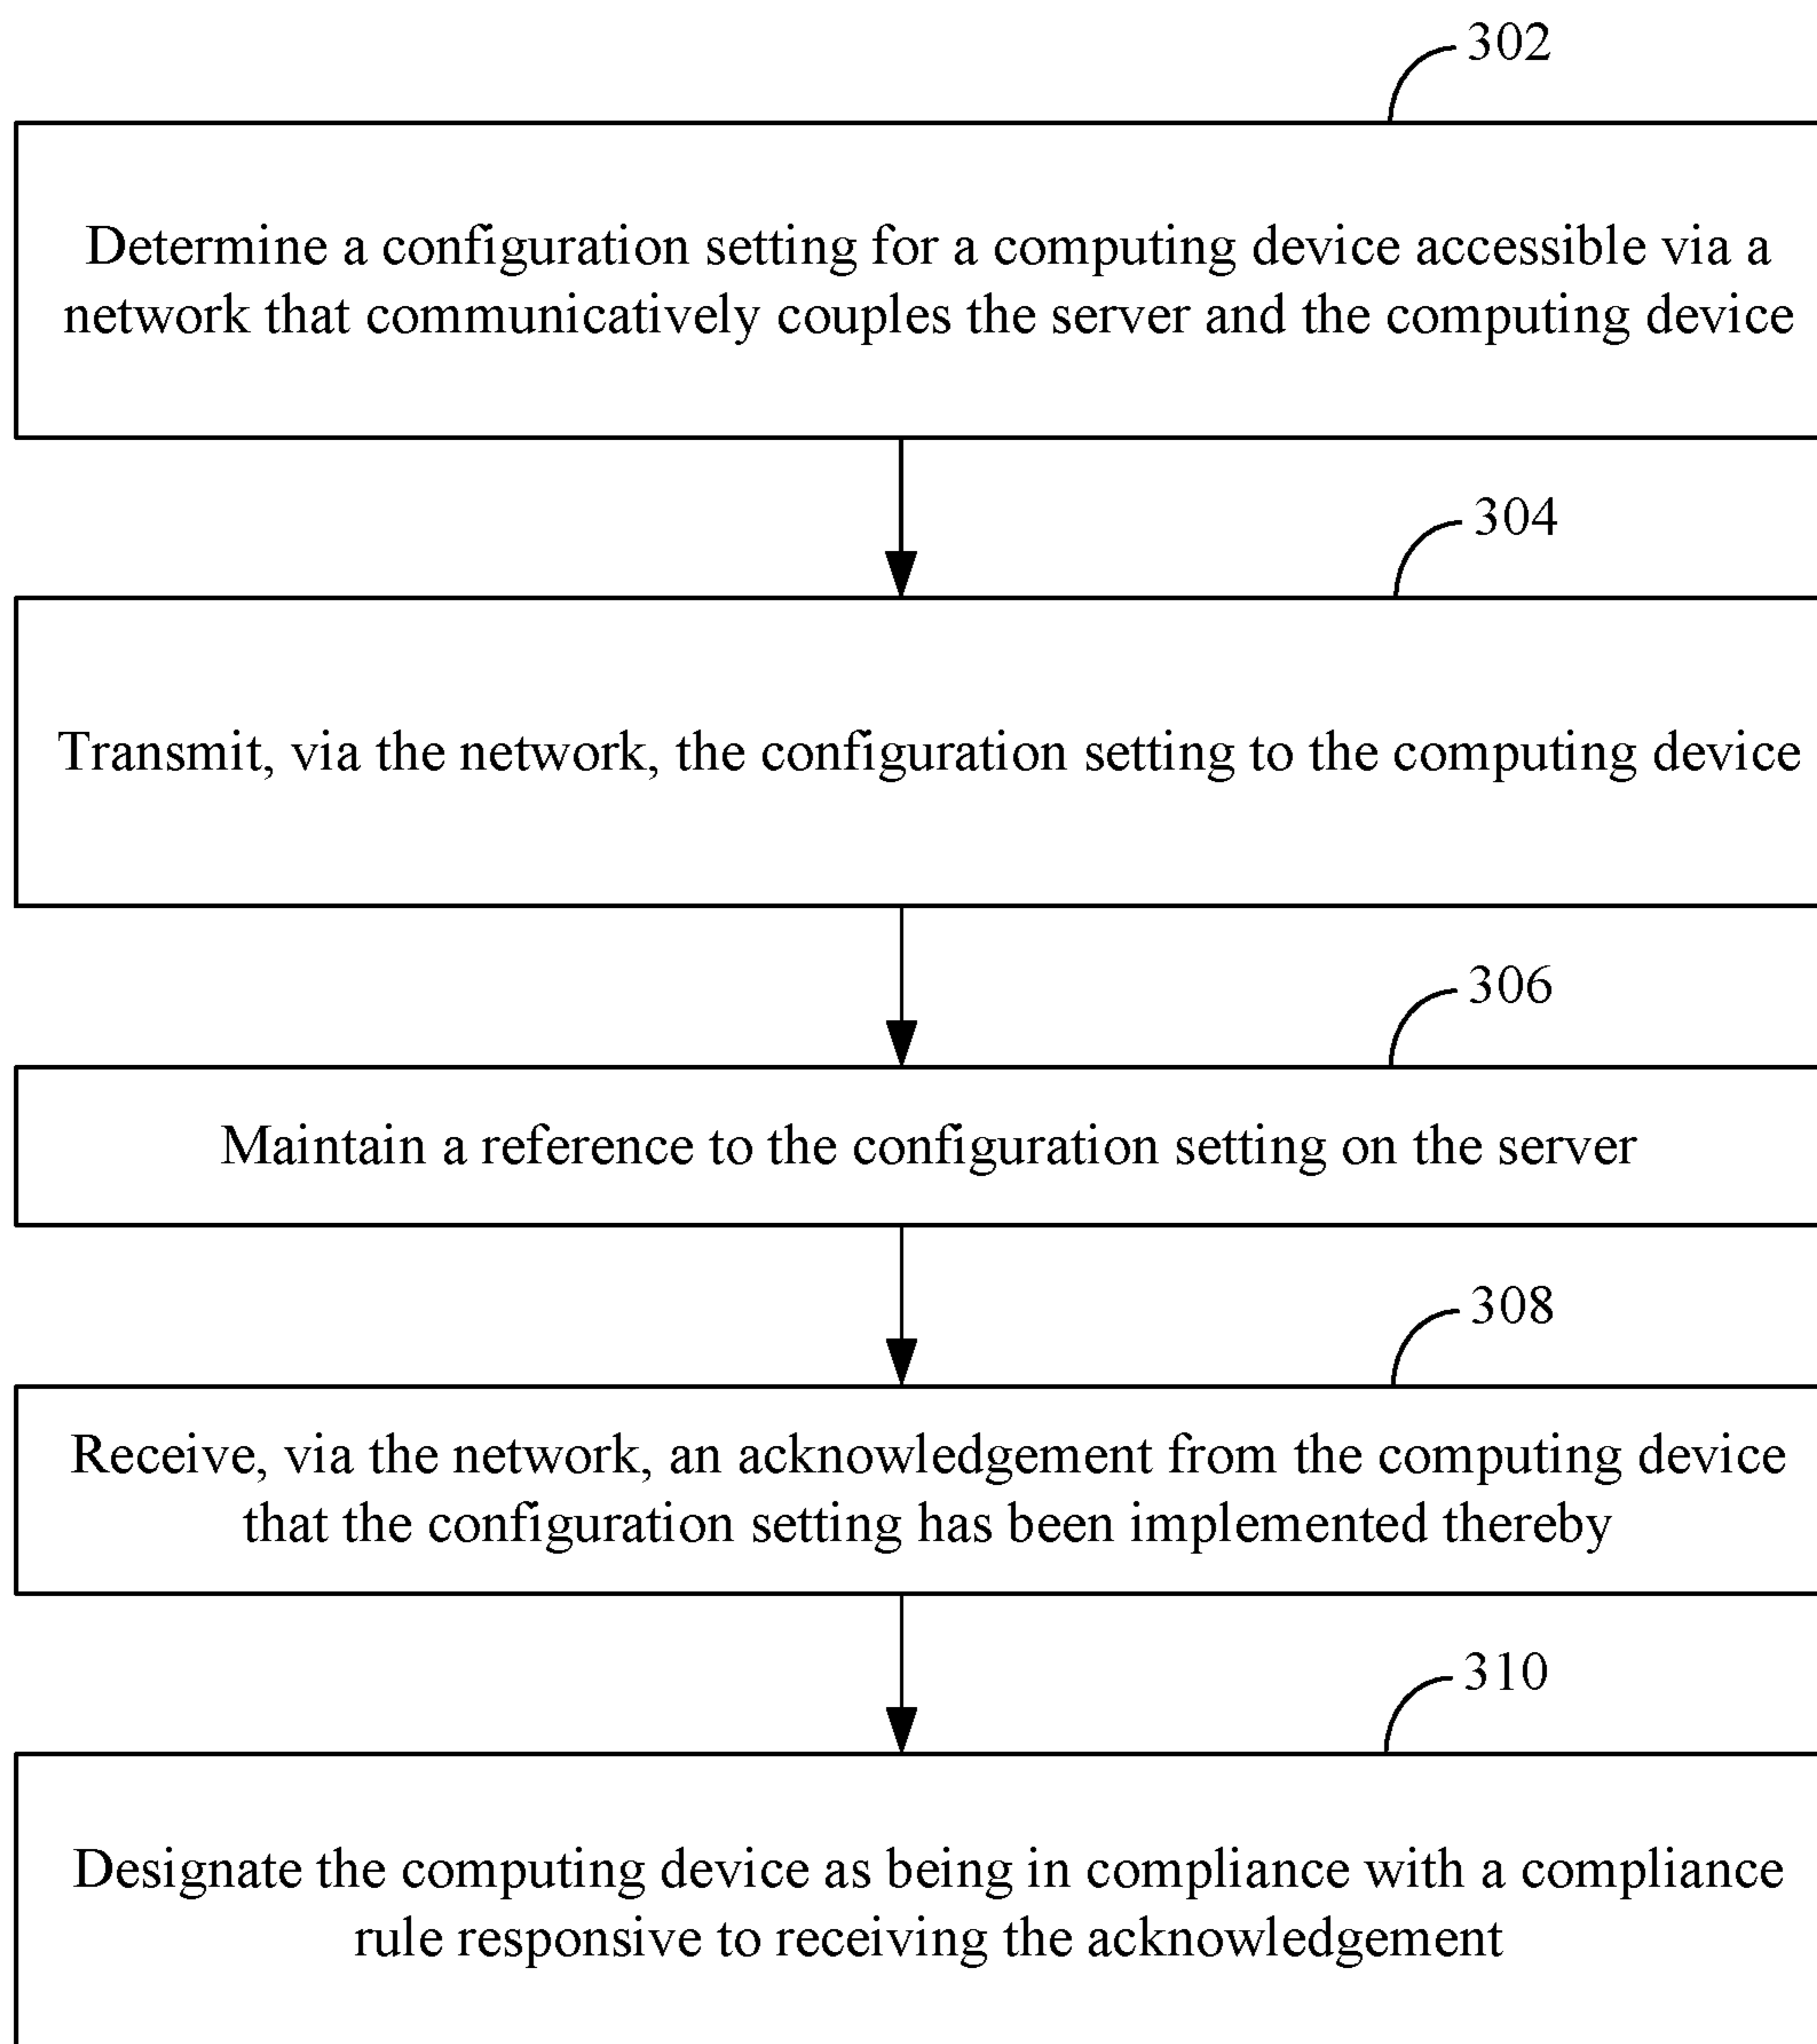 302
Determine a configuration setting for a computing device accessible via a
network that communicatively couples the server and the computing device
304
Transmit, via the network, the configuration setting to the computing device
306
Maintain a reference to the configuration setting on the server
308
Receive, via the network, an acknowledgement from the computing device
that the configuration setting has been implemented thereby
310
Designate the computing device as being in compliance with a compliance
rule responsive to receiving the acknowledgement